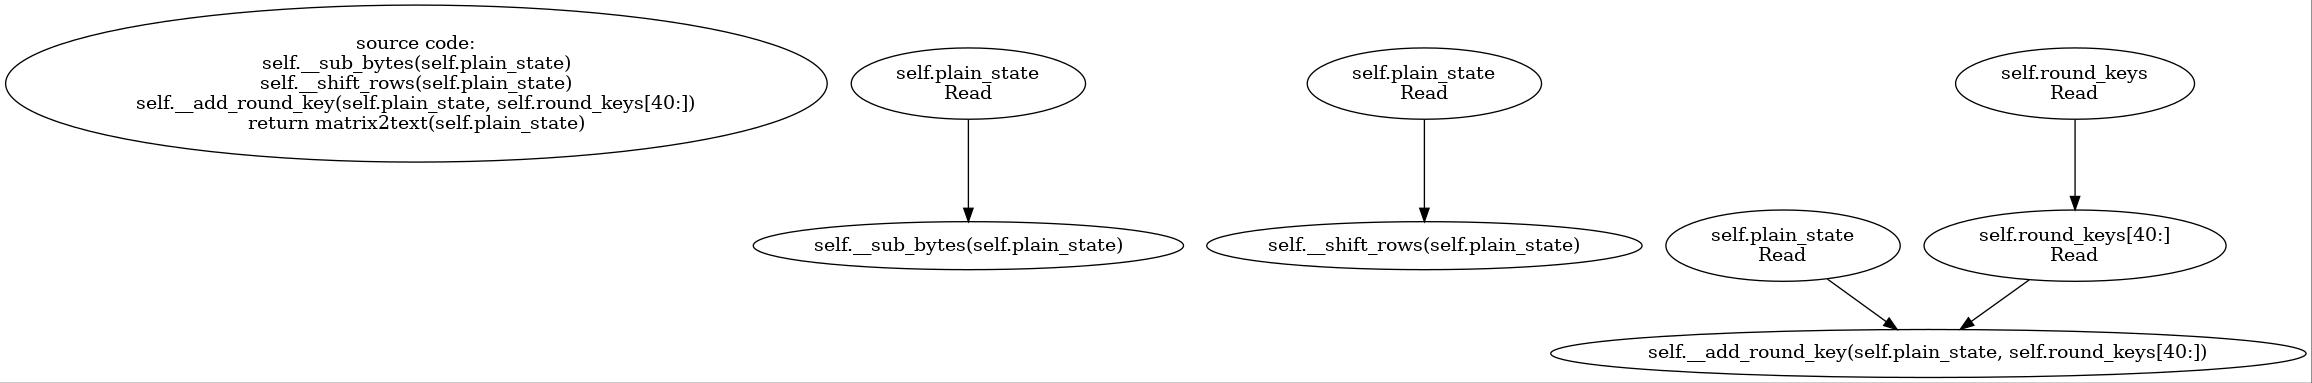 source code:
self.__sub_bytes(self.plain_state)
self.__shift_rows(self.plain_state)
self.__add_round_key(self.plain_state, self.round_keys[40:])
return matrix2text(self.plain_state)
self.plain_state
Read
self.plain_state
Read
self.round_keys
Read
self.__sub_bytes(self.plain_state)
self.__shift_rows(self.plain_state)
self.plain_state
Read
self.round_keys[40:]
Read
self.__add_round_key(self.plain_state, self.round_keys[40:])